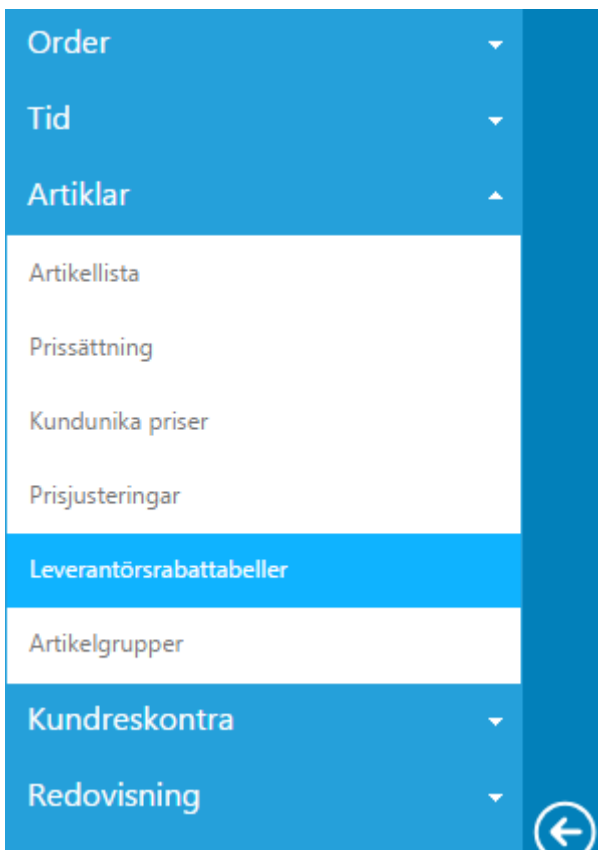 Order
Tid
Artiklar
Artikellista
Prissättning
Kundunika priser
Prisjusteringar
Leverantörsrabattabeller
Artikelgrupper
Kundreskontra
Redovisning